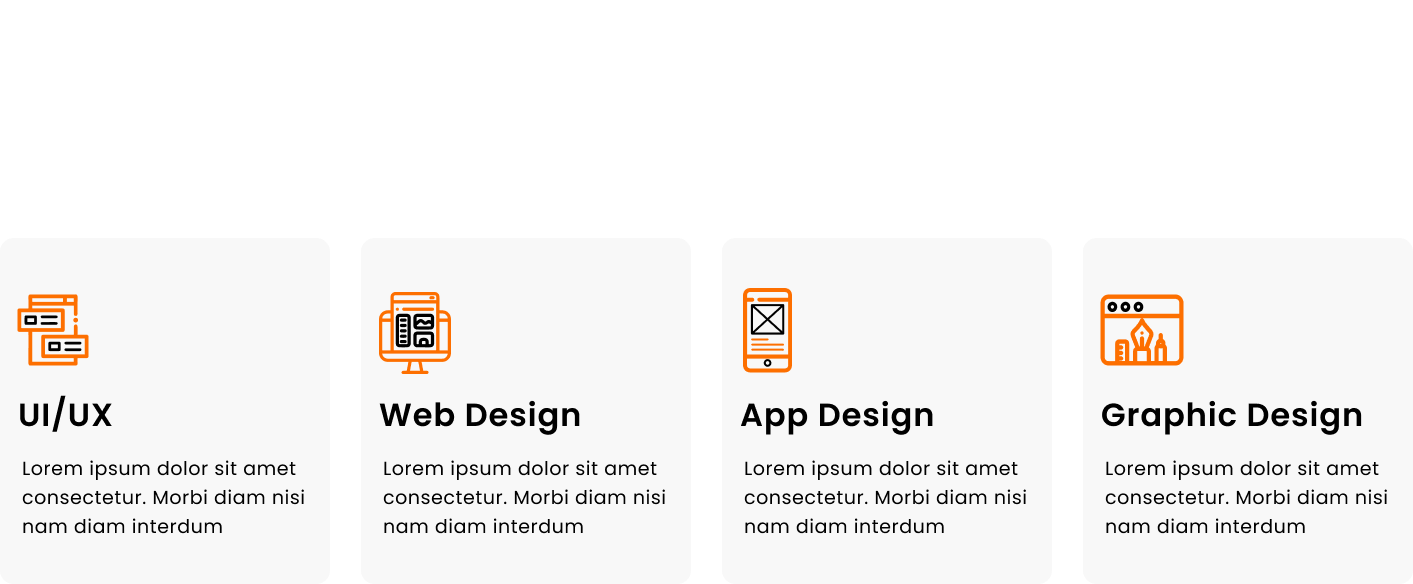 UI/UX
Lorem ipsum dolor sit amet
consectetur. Morbi diam nisi
nam diam interdum
Web Design
Lorem ipsum dolor sit amet
consectetur. Morbi diam nisi
nam diam interdum
App Design
Lorem ipsum dolor sit amet
consectetur. Morbi diam nisi
nam diam interdum
Graphic Design
Lorem ipsum dolor sit amet
consectetur. Morbi diam nisi
nam diam interdum